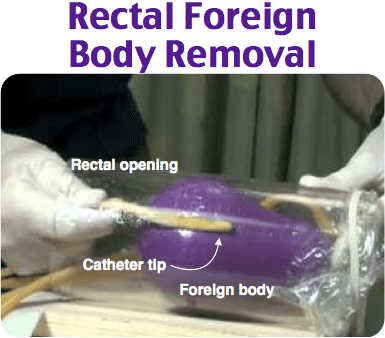 Rectal Foreign
Body Removal
Rectal opening
Catheter tip
Foreign body